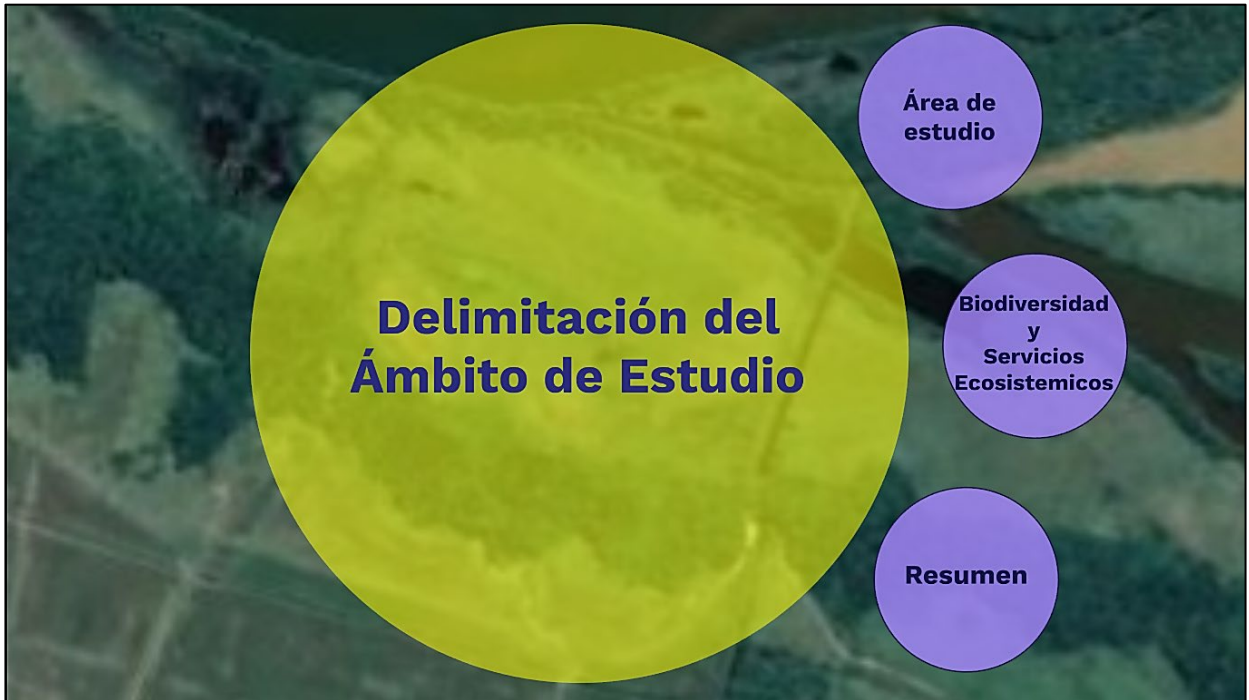 Delimitación del
Ámbito de Estudio
Área de
estudio
Biodiversidad
y
Servicios
Ecosistemicos
Resumen